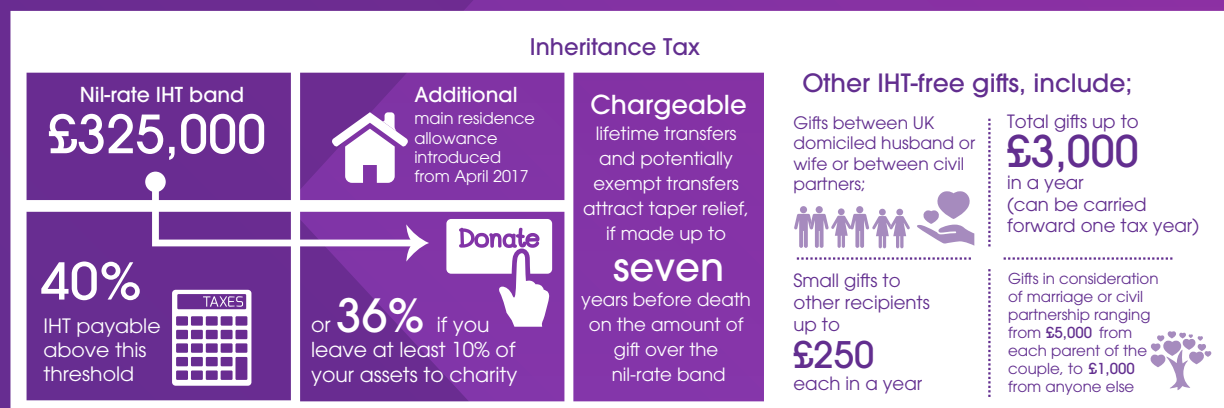 Inheritance Tax
Nil-rate IHT band
£325,000
Additional
main residence
allowance
introduced
from April 2017
40%
IHT payable
above this
threshold
TAXES
Donate
or 36% if you
leave at least 10% of
your assets to charity
Chargeable
lifetime transfers
and potentially
exempt transfers
attract taper relief,
if made up to
seven
years before death
on the amount of
gift over the
nil-rate band
Other IHT-free gifts, include;
Gifts between UK
domiciled husband or
wife or between civil
partners;
Total gifts up to
£3,000
in a year
(can be carried
forward one tax year)
Small gifts to
other recipients
up to
£250
each in a year
Gifts in consideration
of marriage or civil
partnership ranging
from £5,000 from
each parent of the
couple, to £1,000
from anyone else